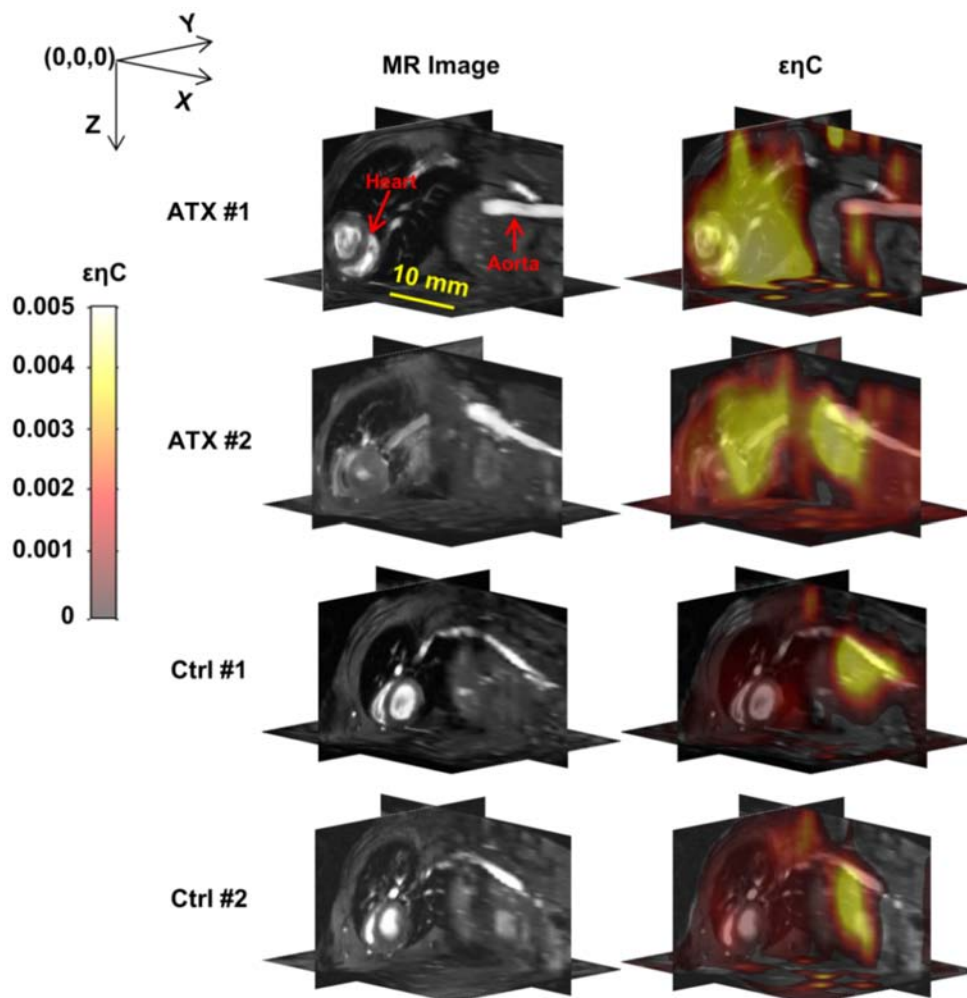 Y
(0,0,0)
X
Z
MR Image
εηC
ATX #1
Heart
Aorta
10 mm
εηC
0.005
0.004
0.003
0.002
0.001
0
ATX #2
Ctrl #1
Ctrl #2